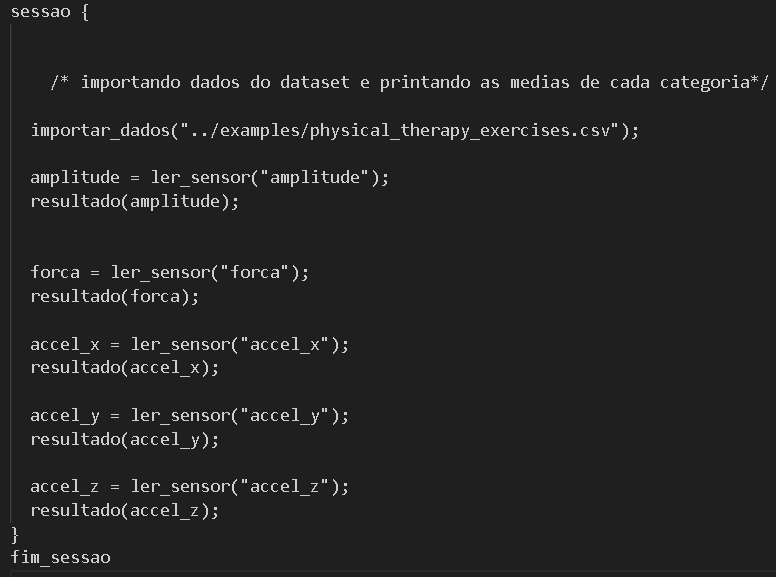 sessao {
/* importando dados do dataset e printando as medias de cada categoria*/
importar_dados("../examples/physical_therapy_exercises.csv");
amplitude = ler_sensor("amplitude");
resultado(amplitude);
forca = ler_sensor("forca");
resultado(forca);
accel_x = ler_sensor("accel_x");
resultado(accel_x);
accel_y = ler_sensor("accel_y");
resultado(accel_y);
accel_z = ler_sensor("accel_z");
resultado(accel_z);
}
fim_sessao